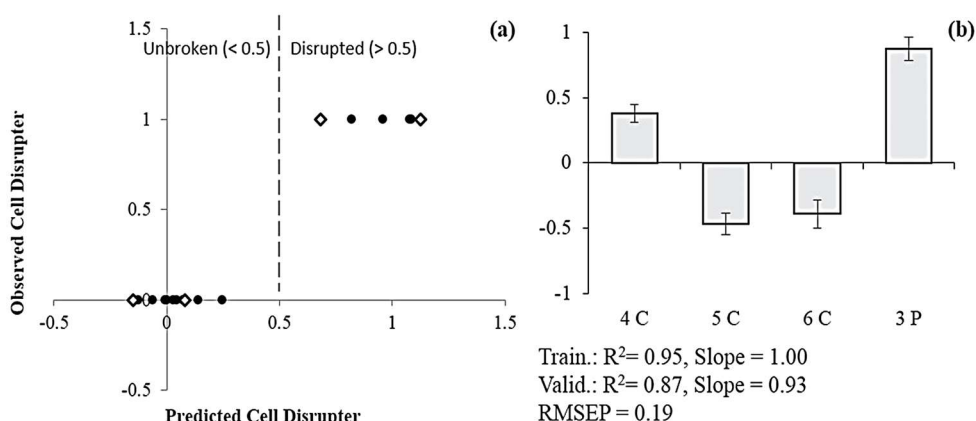 1.5
Unbroken (< 0.5)
Disrupted (> 0.5)
(a)
1
0.5
0
-0.5
0
0.5
1
1.5
-0.5
Observed Cell Disrupter
Predicted Cell Disrupter
(b)
1
0.5
0
-0.5
-1
4 C 5 C 6 C 3 P
Train.: R²= 0.95, Slope = 1.00
Valid.: R²= 0.87, Slope = 0.93
RMSEP = 0.19